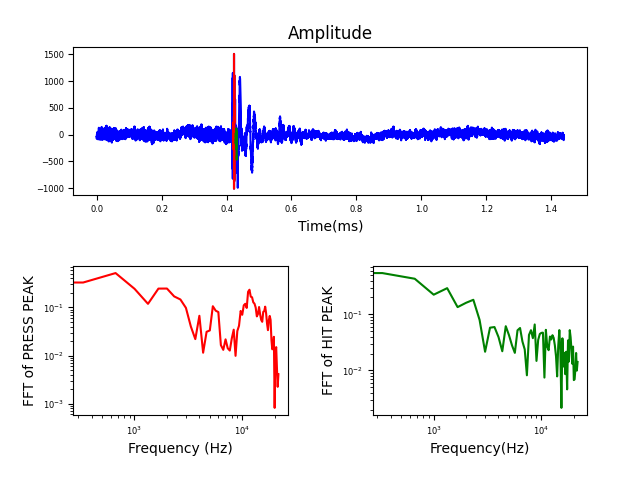 Amplitude
1500
1000
500
0
−500
−1000
0.0 0.2 0.4 0.6 0.8 1.0 1.2 1.4
Time(ms)
FFT of PRESS PEAK
10⁻¹
10⁻²
10⁻³
10³ 10⁴
Frequency (Hz)
FFT of HIT PEAK
10⁻¹
10⁻²
10³ 10⁴
Frequency(Hz)